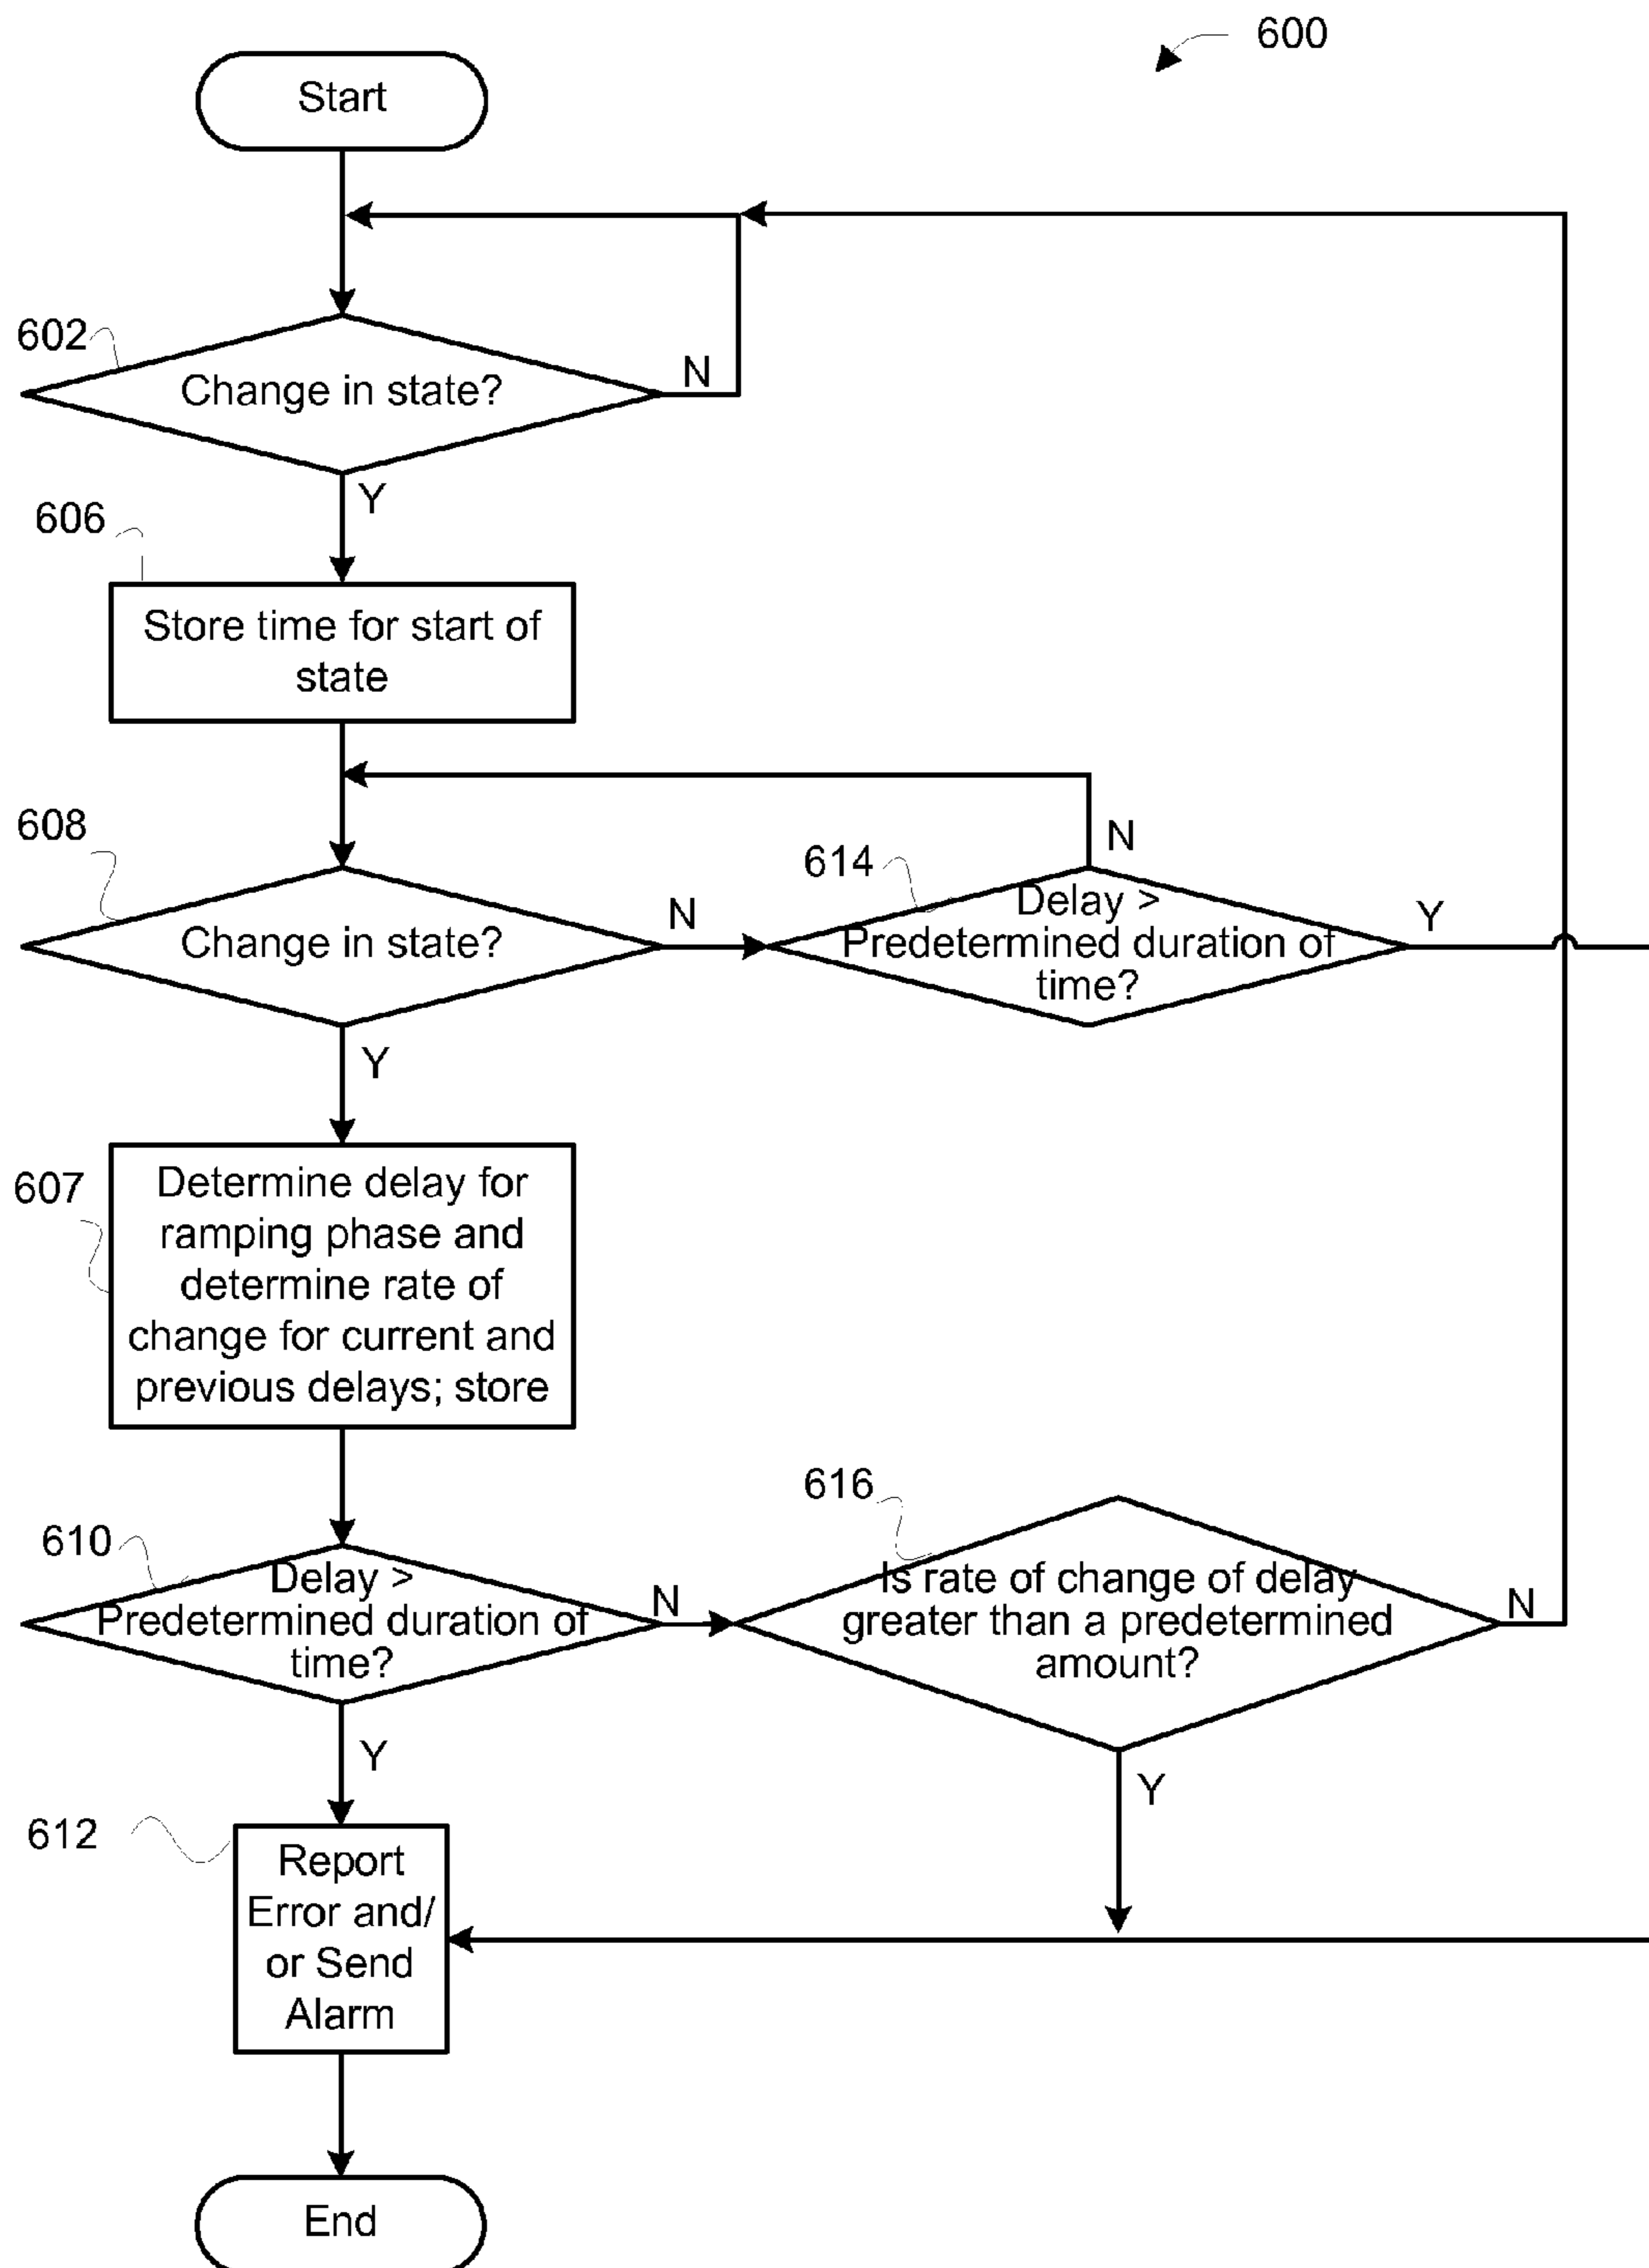 600
Start
602
Change in state?
N
Y
606
Store time for start of
state
608
Change in state?
N
614
Delay >
Predetermined duration of
time?
N
Y
Y
607
Determine delay for
ramping phase and
determine rate of
change for current and
previous delays; store
610
Delay >
Predetermined duration of
time?
N
616
Is rate of change of delay
greater than a predetermined
amount?
N
Y
Y
612
Report
Error and/
or Send
Alarm
End